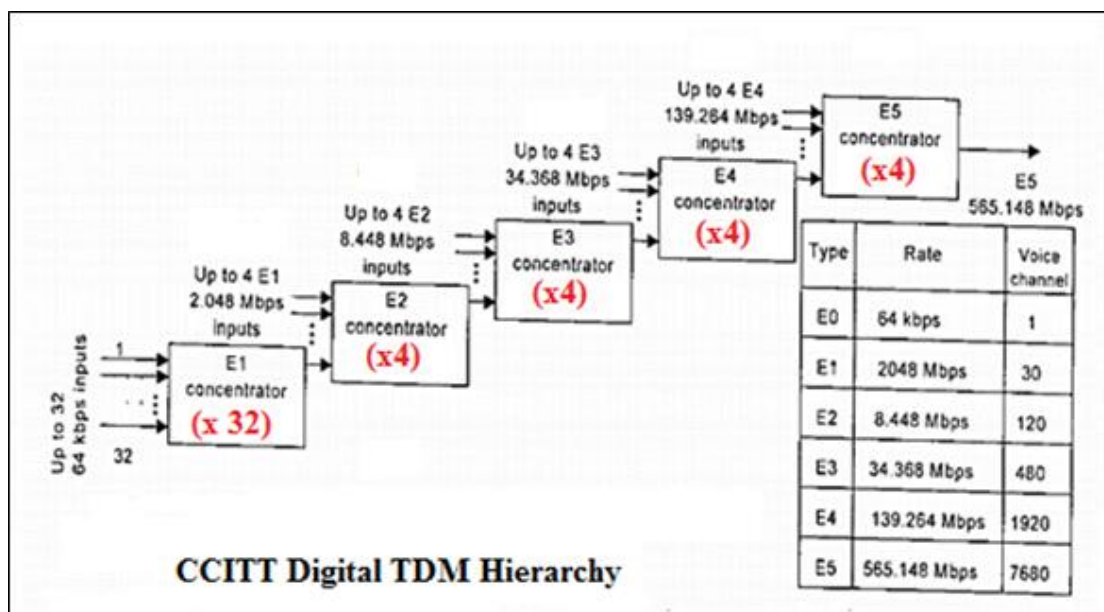 Up to 4 E4
139.264 Mbps
inputs
E5
concentrator
(x4)
E5
565.148 Mbps
Up to 4 E3
34.368 Mbps
inputs
E4
concentrator
(x4)
Up to 4 E2
8.448 Mbps
inputs
E3
concentrator
(x4)
Up to 4 E1
2.048 Mbps
inputs
E2
concentrator
(x4)
Up to 32
64 kbps inputs
1
32
E1
concentrator
(x 32)
Type Rate Voice
channel
E0 64 kbps 1
E1 2048 Mbps 30
E2 8.448 Mbps 120
E3 34.368 Mbps 480
E4 139.264 Mbps 1920
E5 565.148 Mbps 7680
CCITT Digital TDM Hierarchy